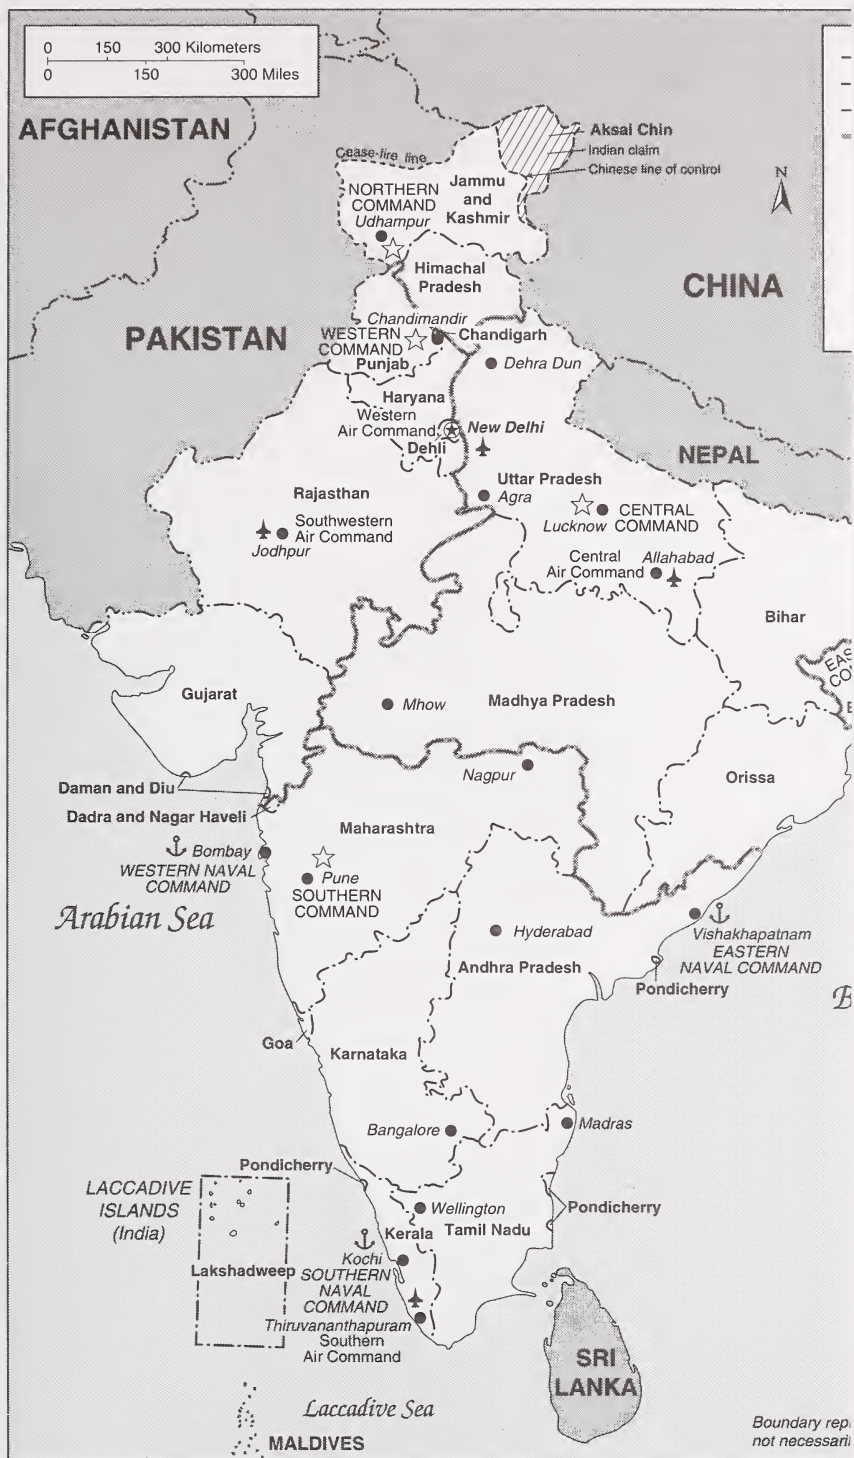 0 150 300 Kilometers
0 150 300 Miles
AFGHANISTAN
Aksai Chin
Indian claim
Chinese line of control
Cease-fire line
N
NORTHERN
COMMAND
Udhampur
Jammu
and
Kashmir
Himachal
Pradesh
CHINA
PAKISTAN
Chandimandir
WESTERN
COMMAND
Chandigarh
Punjab
Dehra Dun
Haryana
Western
Air Command
New Delhi
Dehli
NEPAL
Uttar Pradesh
Agra
Rajasthan
Southwestern
Air Command
Jodhpur
CENTRAL
COMMAND
Lucknow
Central
Air Command
Allahabad
Bihar
EAS
CO
Gujarat
Mhow
Madhya Pradesh
Nagpur
Orissa
Daman and Diu
Dadra and Nagar Haveli
Maharashtra
Bombay
WESTERN NAVAL
COMMAND
Pune
SOUTHERN
COMMAND
Arabian Sea
Hyderabad
Andhra Pradesh
Vishakhapatnam
EASTERN
NAVAL COMMAND
Pondicherry
B
Goa
Karnataka
Bangalore
Madras
Pondicherry
LACCADIVE
ISLANDS
(India)
Wellington
Pondicherry
Kerala
Tamil Nadu
Lakshadweep
Kochi
SOUTHERN
NAVAL
COMMAND
Thiruvananthapuram
Southern
Air Command
SRI
LANKA
Laccadive Sea
MALDIVES
Boundary rep
not necessari